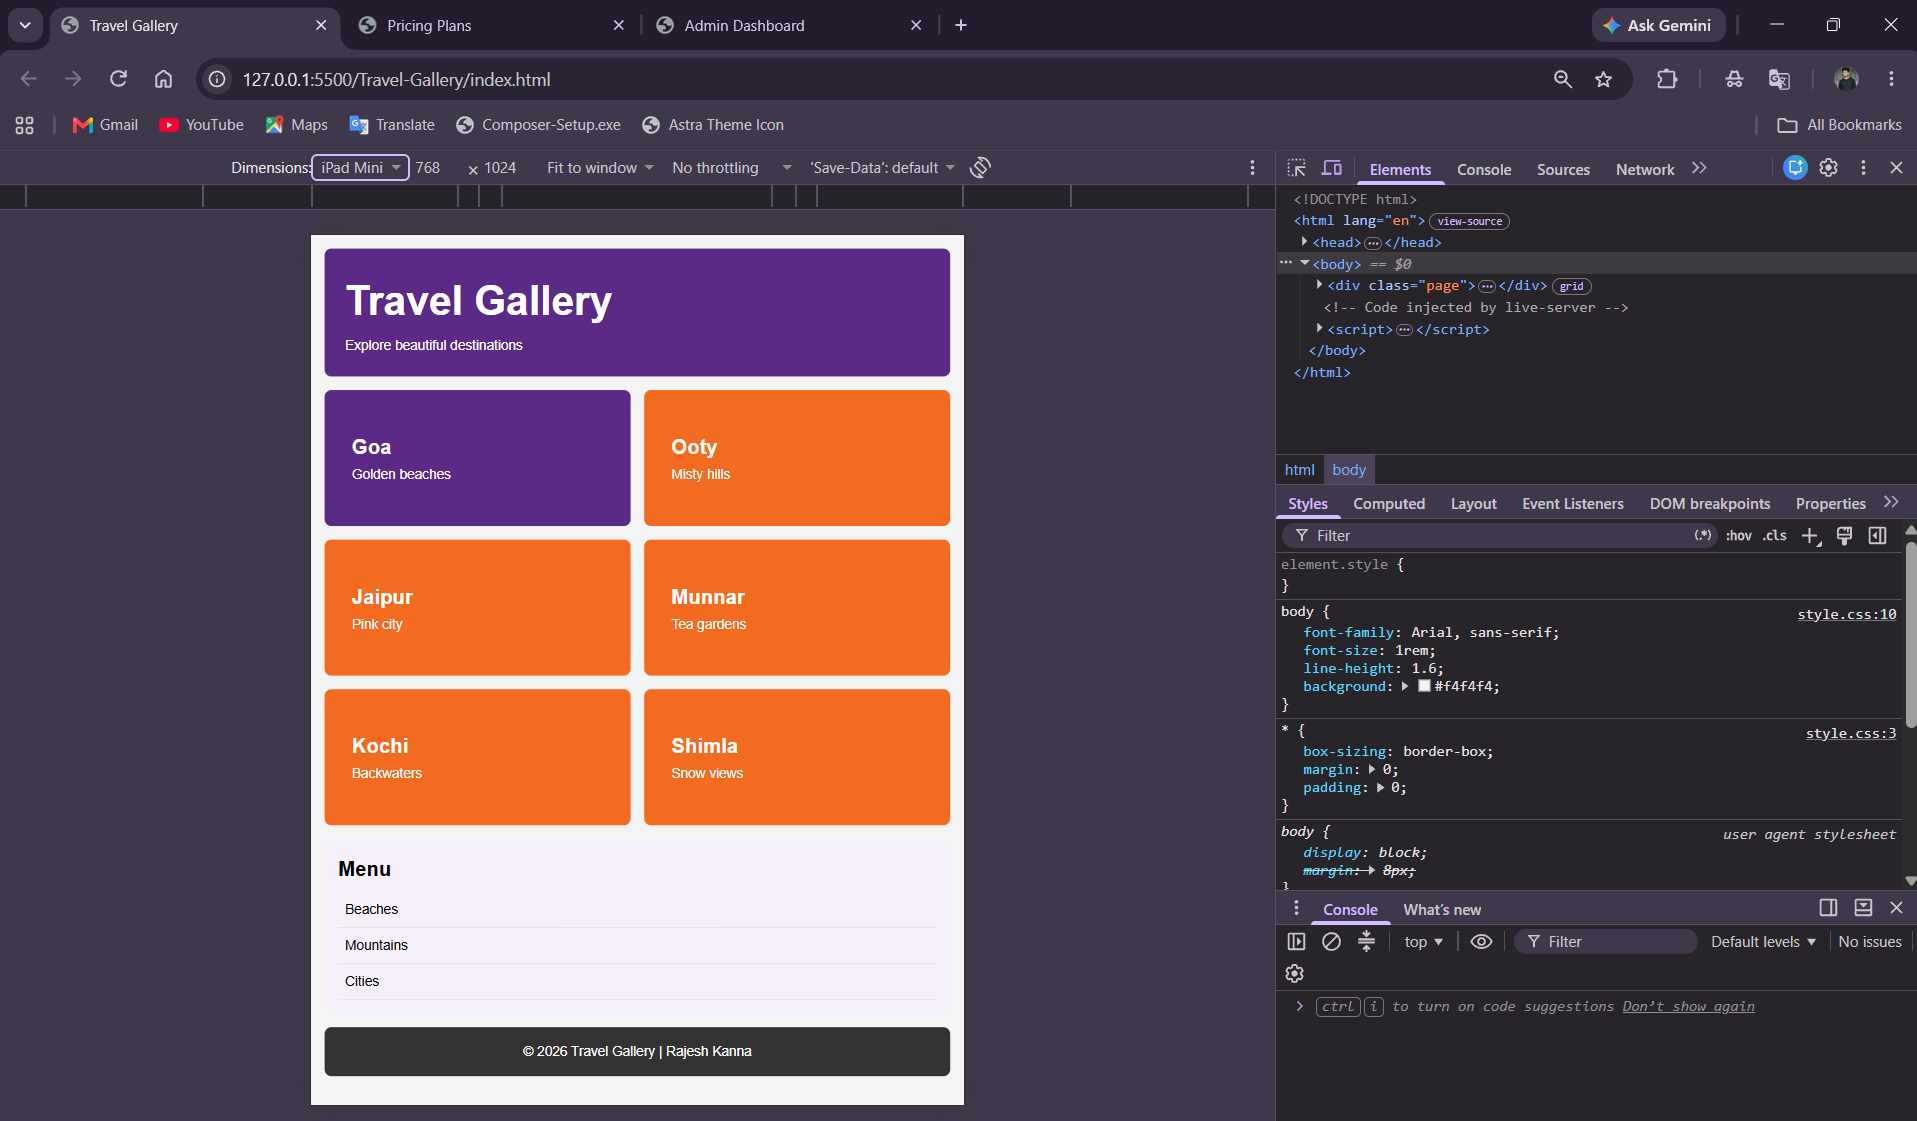 Travel Gallery
Pricing Plans
Admin Dashboard
Ask Gemini
127.0.0.1:5500/Travel-Gallery/index.html
Gmail
YouTube
Maps
Translate
Composer-Setup.exe
Astra Theme Icon
All Bookmarks
Dimensions: iPad Mini 768 × 1024 Fit to window No throttling 'Save-Data': default
Travel Gallery
Explore beautiful destinations
Goa
Golden beaches
Ooty
Misty hills
Jaipur
Pink city
Munnar
Tea gardens
Kochi
Backwaters
Shimla
Snow views
Menu
Beaches
Mountains
Cities
© 2026 Travel Gallery | Rajesh Kanna
Elements Console Sources Network
<!DOCTYPE html>
<html lang="en"> view-source
<head> ⋯ </head>
<body> == $0
<div class="page"> ⋯ </div> grid
<!-- Code injected by live-server -->
<script> ⋯ </script>
</body>
</html>
html body
Styles Computed Layout Event Listeners DOM breakpoints Properties
Filter (.*) :hov .cls
element.style {
}
body { style.css:10
font-family: Arial, sans-serif;
font-size: 1rem;
line-height: 1.6;
background: #f4f4f4;
}
* { style.css:3
box-sizing: border-box;
margin: 0;
padding: 0;
}
body { user agent stylesheet
display: block;
margin: 8px;
}
Console What's new
top Filter Default levels No issues
ctrl i to turn on code suggestions Don't show again